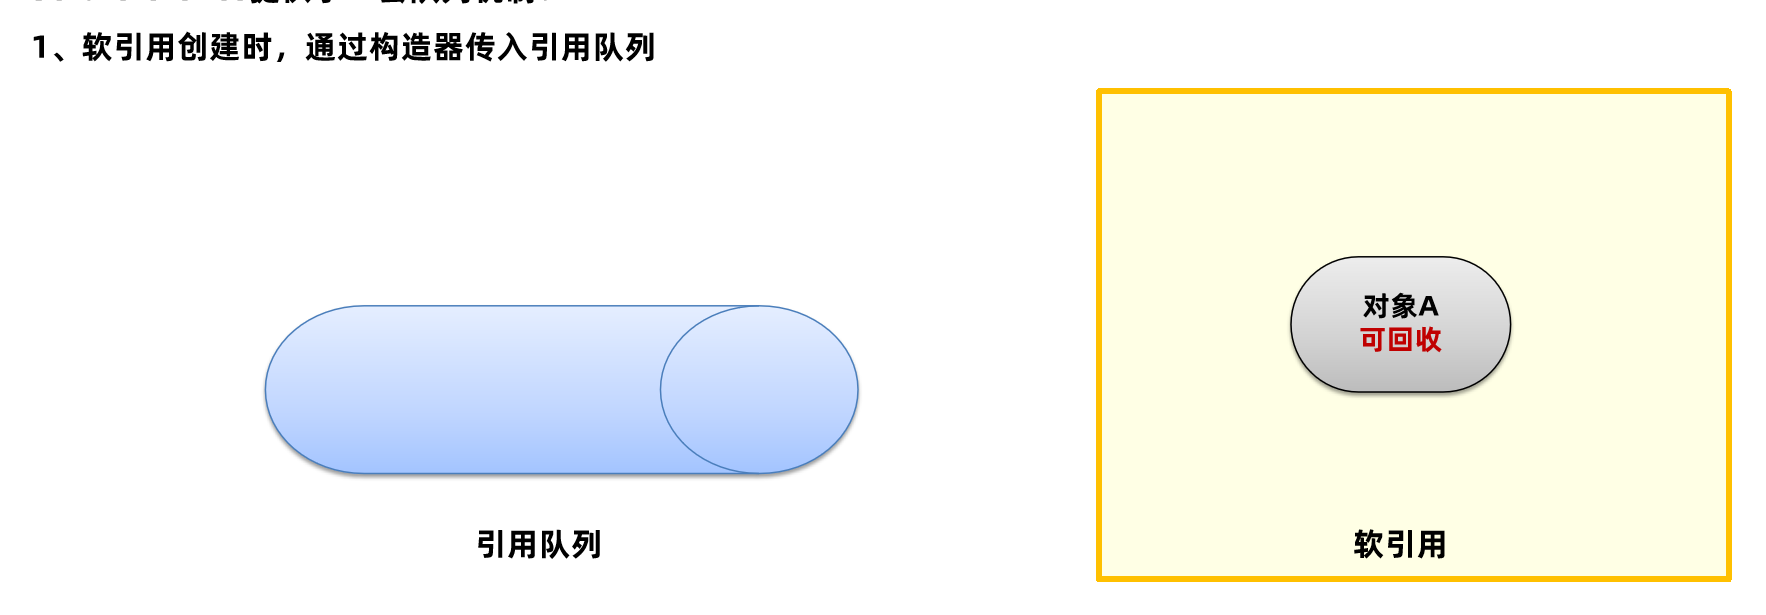 1、软引用创建时，通过构造器传入引用队列
对象A
可回收
引用队列
软引用